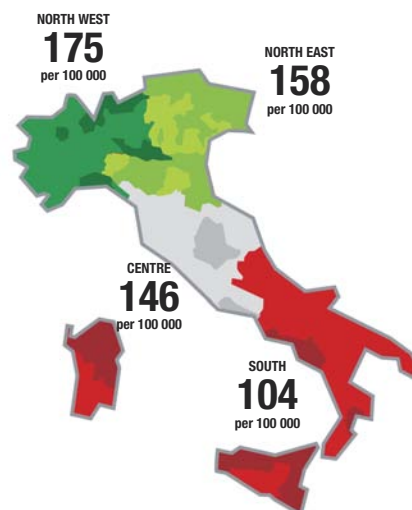 NORTH WEST
175
per 100 000
NORTH EAST
158
per 100 000
CENTRE
146
per 100 000
SOUTH
104
per 100 000